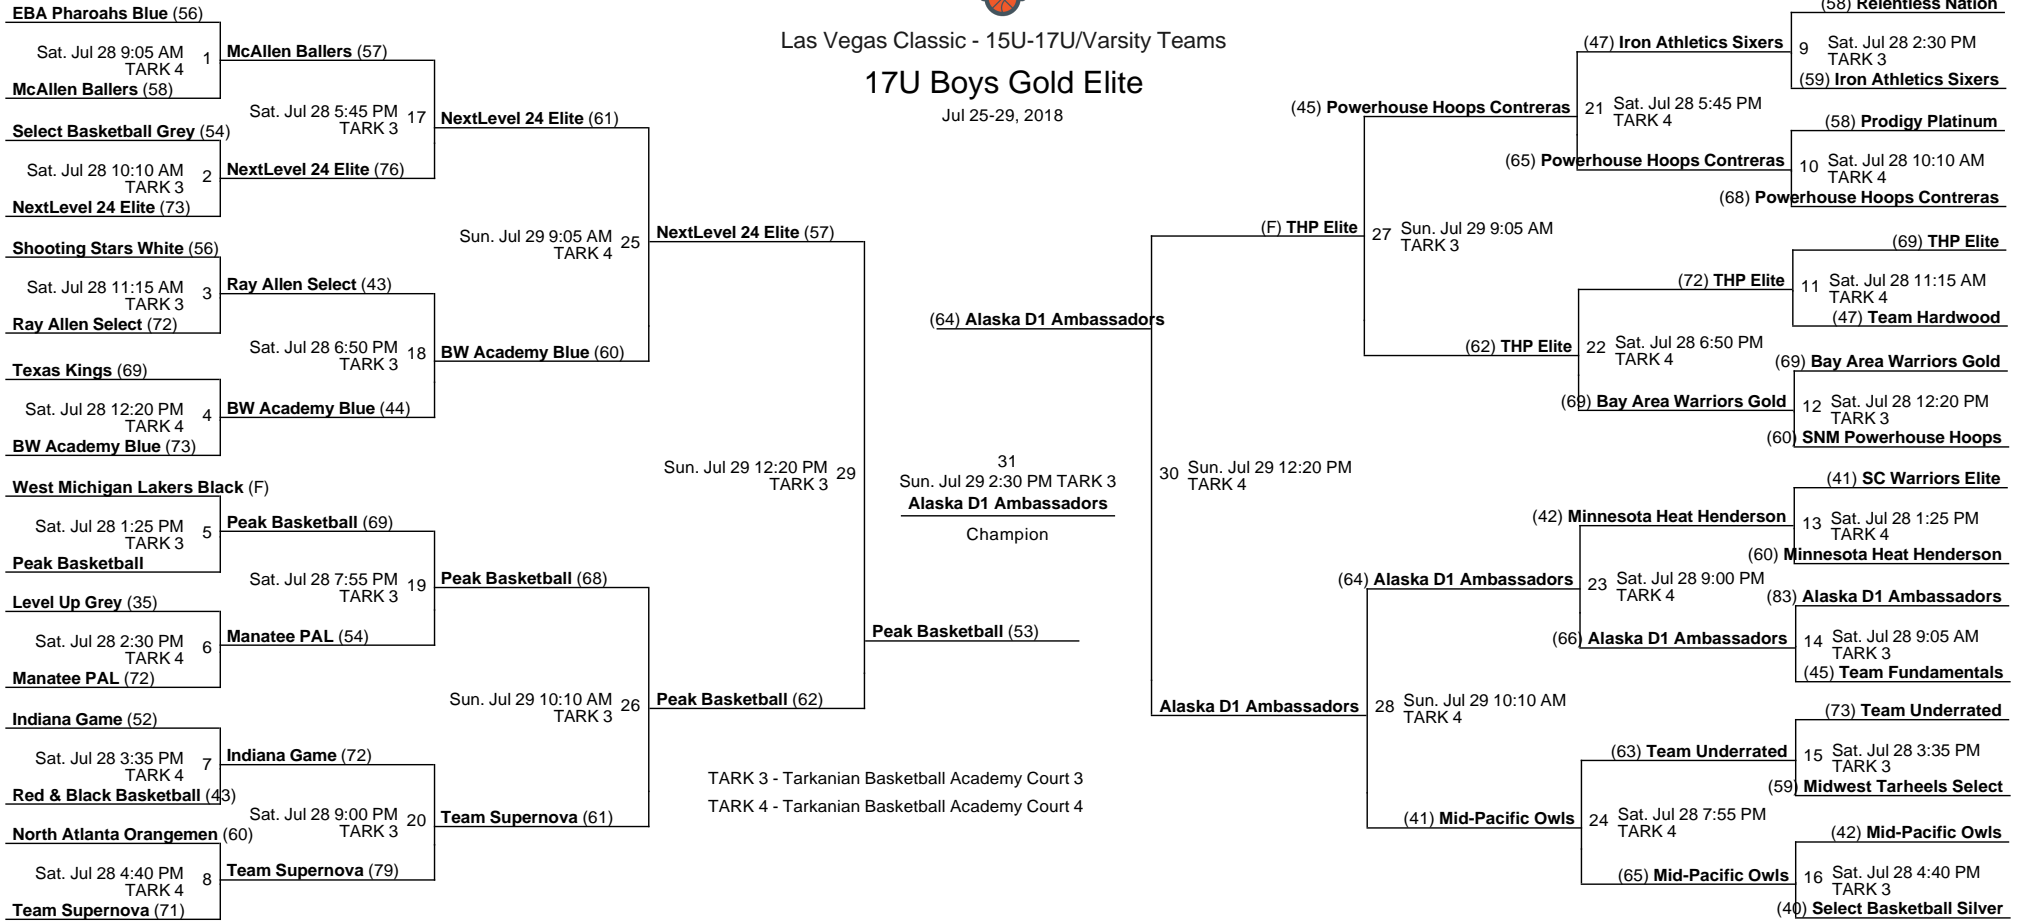 EBA Pharoahs Blue (56)
Sat. Jul 28 9:05 AM
TARK 4
1
McAllen Ballers (58)
McAllen Ballers (57)
Select Basketball Grey (54)
Sat. Jul 28 10:10 AM
TARK 3
2
NextLevel 24 Elite (73)
NextLevel 24 Elite (76)
Sat. Jul 28 5:45 PM
TARK 3
17
NextLevel 24 Elite (61)
Shooting Stars White (56)
Sat. Jul 28 11:15 AM
TARK 3
3
Ray Allen Select (72)
Ray Allen Select (43)
Texas Kings (69)
Sat. Jul 28 12:20 PM
TARK 4
4
BW Academy Blue (73)
BW Academy Blue (44)
Sat. Jul 28 6:50 PM
TARK 3
18
BW Academy Blue (60)
Sun. Jul 29 9:05 AM
TARK 4
25
NextLevel 24 Elite (57)
West Michigan Lakers Black (F)
Sat. Jul 28 1:25 PM
TARK 3
5
Peak Basketball
Peak Basketball (69)
Level Up Grey (35)
Sat. Jul 28 2:30 PM
TARK 4
6
Manatee PAL (72)
Manatee PAL (54)
Sat. Jul 28 7:55 PM
TARK 3
19
Peak Basketball (68)
Indiana Game (52)
Sat. Jul 28 3:35 PM
TARK 4
7
Red & Black Basketball (43)
Indiana Game (72)
North Atlanta Orangemen (60)
Sat. Jul 28 4:40 PM
TARK 4
8
Team Supernova (71)
Team Supernova (79)
Sat. Jul 28 9:00 PM
TARK 3
20
Team Supernova (61)
Sun. Jul 29 10:10 AM
TARK 3
26
Peak Basketball (62)
Sun. Jul 29 12:20 PM
TARK 3
29
Peak Basketball (53)
Las Vegas Classic - 15U-17U/Varsity Teams
17U Boys Gold Elite
Jul 25-29, 2018
(64) Alaska D1 Ambassadors
31
Sun. Jul 29 2:30 PM TARK 3
Alaska D1 Ambassadors
Champion
TARK 3 - Tarkanian Basketball Academy Court 3
TARK 4 - Tarkanian Basketball Academy Court 4
(58) Relentless Nation
9
Sat. Jul 28 2:30 PM
TARK 3
(59) Iron Athletics Sixers
(47) Iron Athletics Sixers
(58) Prodigy Platinum
10
Sat. Jul 28 10:10 AM
TARK 4
(68) Powerhouse Hoops Contreras
(65) Powerhouse Hoops Contreras
21
Sat. Jul 28 5:45 PM
TARK 4
(45) Powerhouse Hoops Contreras
(69) THP Elite
11
Sat. Jul 28 11:15 AM
TARK 4
(47) Team Hardwood
(72) THP Elite
(69) Bay Area Warriors Gold
12
Sat. Jul 28 12:20 PM
TARK 3
(60) SNM Powerhouse Hoops
(69) Bay Area Warriors Gold
22
Sat. Jul 28 6:50 PM
TARK 4
(62) THP Elite
27
Sun. Jul 29 9:05 AM
TARK 3
(F) THP Elite
(41) SC Warriors Elite
13
Sat. Jul 28 1:25 PM
TARK 4
(60) Minnesota Heat Henderson
(42) Minnesota Heat Henderson
(83) Alaska D1 Ambassadors
14
Sat. Jul 28 9:05 AM
TARK 3
(45) Team Fundamentals
(66) Alaska D1 Ambassadors
23
Sat. Jul 28 9:00 PM
TARK 4
(64) Alaska D1 Ambassadors
(73) Team Underrated
15
Sat. Jul 28 3:35 PM
TARK 3
(59) Midwest Tarheels Select
(63) Team Underrated
(42) Mid-Pacific Owls
16
Sat. Jul 28 4:40 PM
TARK 3
(40) Select Basketball Silver
(65) Mid-Pacific Owls
24
Sat. Jul 28 7:55 PM
TARK 4
(41) Mid-Pacific Owls
28
Sun. Jul 29 10:10 AM
TARK 4
Alaska D1 Ambassadors
30
Sun. Jul 29 12:20 PM
TARK 4